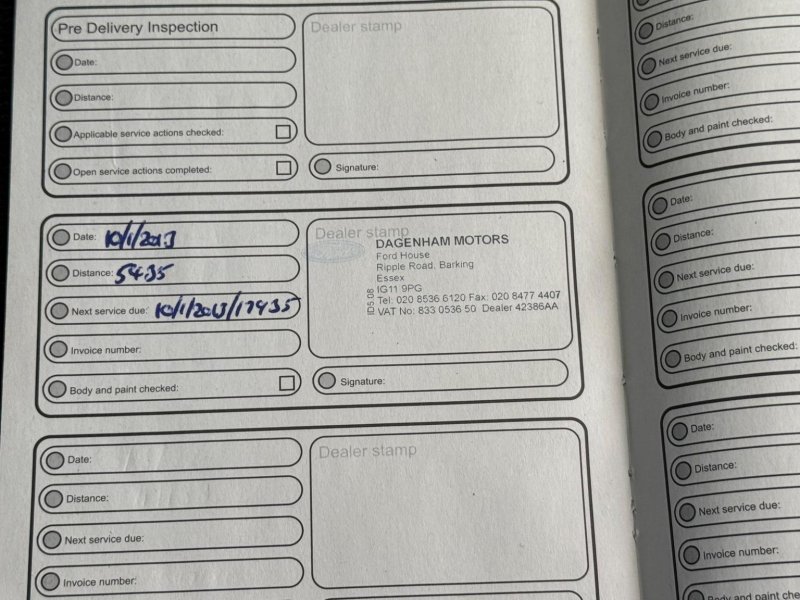 Pre Delivery Inspection
Date:
Distance:
Applicable service actions checked:
Open service actions completed:
Dealer stamp
Signature:
Date: 10/1/2013
Distance: 5435
Next service due: 10/1/2013/17935
Invoice number:
Body and paint checked:
Dealer stamp
DAGENHAM MOTORS
Ford House
Ripple Road, Barking
Essex
IG11 9PG
Tel: 020 8536 6120 Fax: 020 8477 4407
VAT No: 833 0536 50 Dealer 42386AA
ID5.08
Signature:
Date:
Distance:
Next service due:
Invoice number:
Dealer stamp
Distance:
Next service due:
Invoice number:
Body and paint checked:
Date:
Distance:
Next service due:
Invoice number:
Body and paint checked:
Date:
Distance:
Next service due:
Invoice number:
Body and paint che